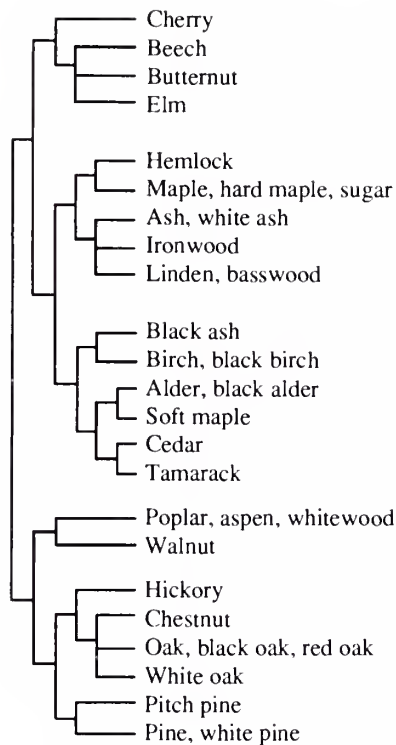 Cherry
Beech
Butternut
Elm
Hemlock
Maple, hard maple, sugar
Ash, white ash
Ironwood
Linden, basswood
Black ash
Birch, black birch
Alder, black alder
Soft maple
Cedar
Tamarack
Poplar, aspen, whitewood
Walnut
Hickory
Chestnut
Oak, black oak, red oak
White oak
Pitch pine
Pine, white pine